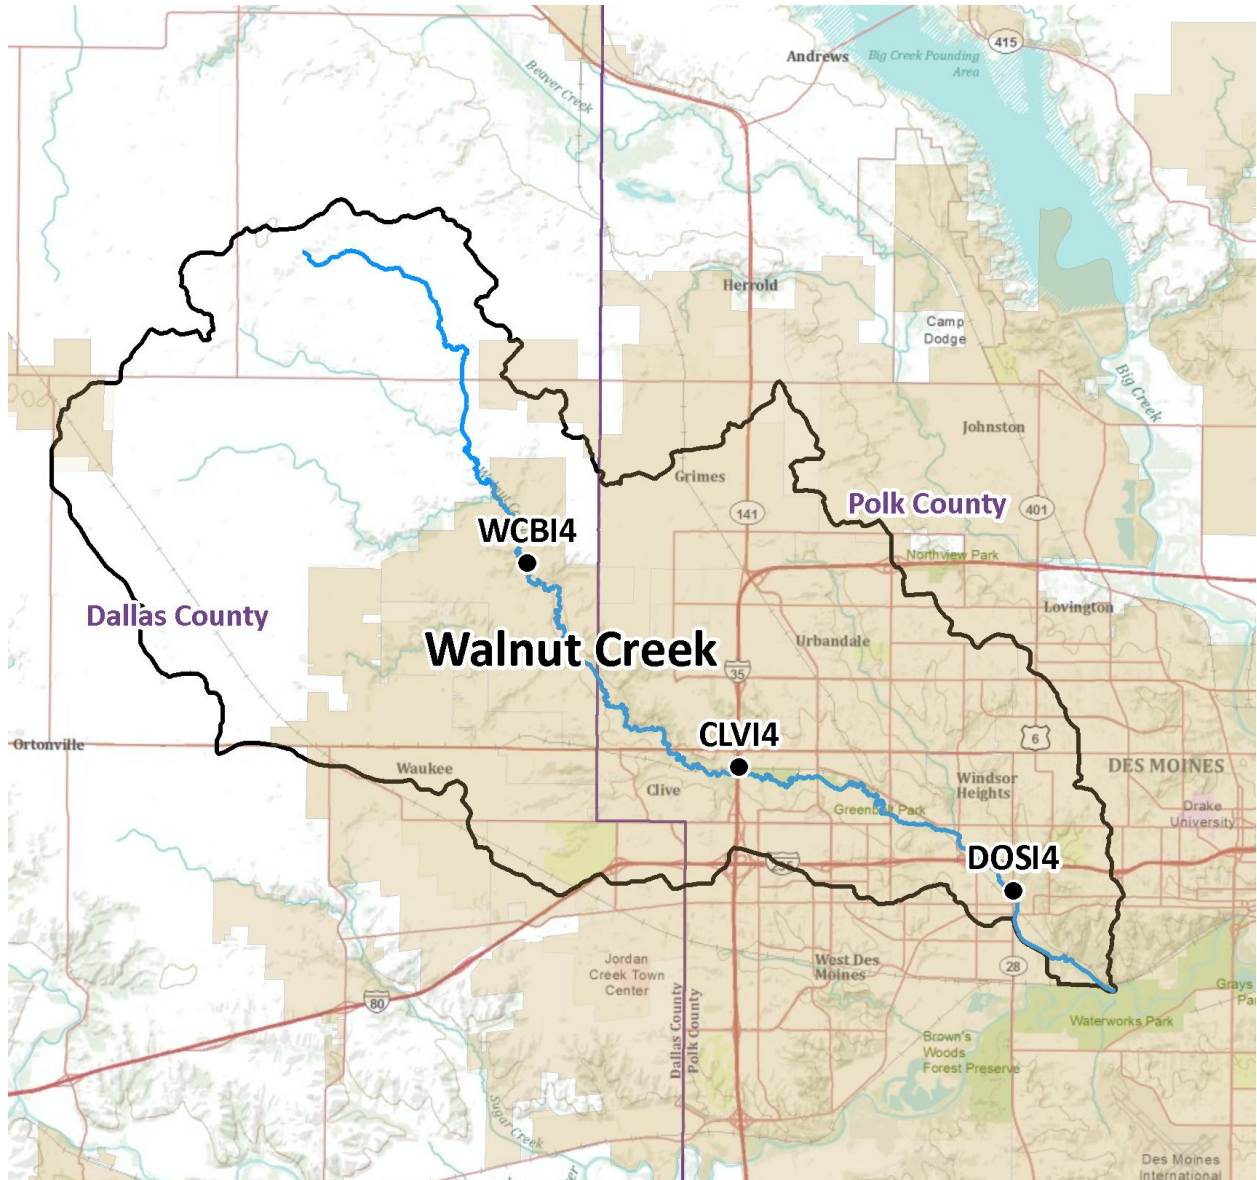 415
Andrews
Big Creek Pounding
Area
Beaver Creek
Herrold
Camp
Dodge
Big Creek
Johnston
Grimes
Polk County
141
401
WCBI4
Northview Park
Dallas County
Lovington
Walnut Creek
Urbandale
35
6
CLVI4
Ortonville
Waukee
DES MOINES
Clive
Windsor
Heights
Greenbelt Park
Drake
University
DOSI4
235
Jordan
Creek Town
Center
West Des
Moines
28
80
Grays
Waterworks Park
Dallas County
Polk County
Brown's
Woods
Forest Preserve
Sugar Creek
Des Moines
International